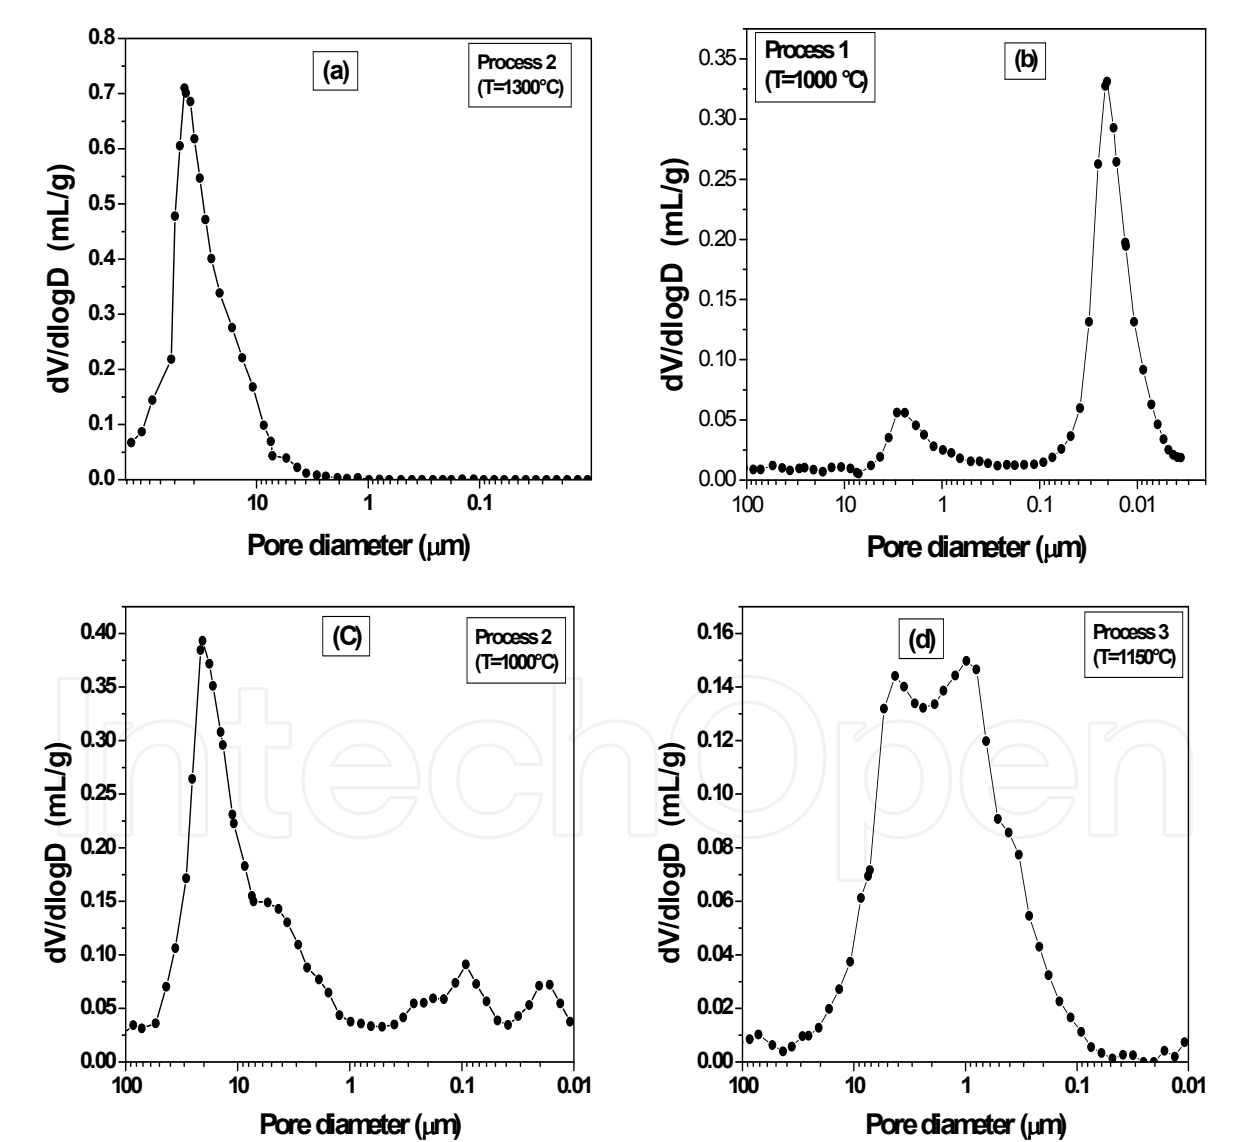 (a)
Process 2
(T=1300°C)
0.8
0.7
0.6
0.5
0.4
0.3
0.2
0.1
0.0
dV/dlogD (mL/g)
10
1
0.1
Pore diameter (μm)
Process 1
(T=1000 °C)
(b)
0.35
0.30
0.25
0.20
0.15
0.10
0.05
0.00
dV/dlogD (mL/g)
100
10
1
0.1
0.01
Pore diameter (μm)
(C)
Process 2
(T=1000°C)
0.40
0.35
0.30
0.25
0.20
0.15
0.10
0.05
0.00
dV/dlogD (mL/g)
100
10
1
0.1
0.01
Pore diameter (μm)
(d)
Process 3
(T=1150°C)
0.16
0.14
0.12
0.10
0.08
0.06
0.04
0.02
0.00
dV/dlogD (mL/g)
100
10
1
0.1
0.01
Pore diameter (μm)
IntechOpen